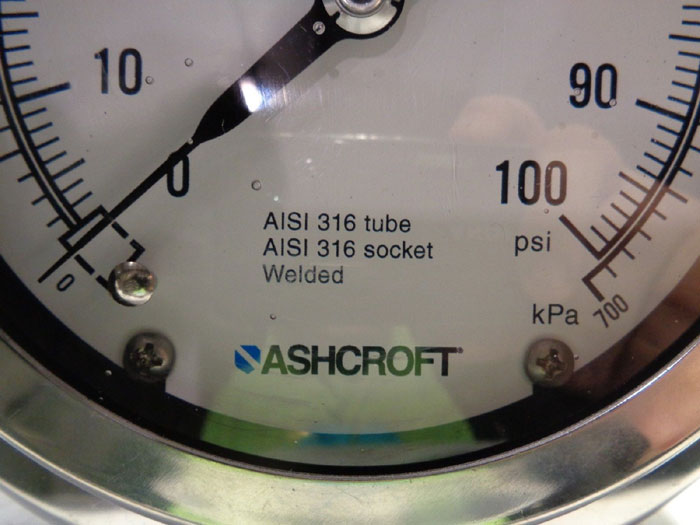 10
90
0
100
AISI 316 tube
AISI 316 socket
Welded
psi
0
kPa
700
ASHCROFT